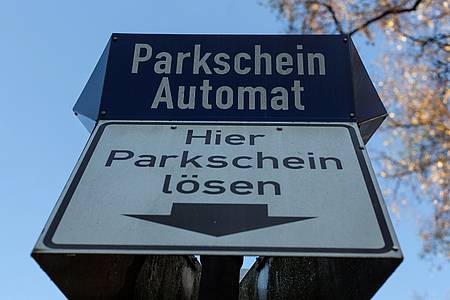 Parkschein
Automat
Hier
Parkschein
lösen